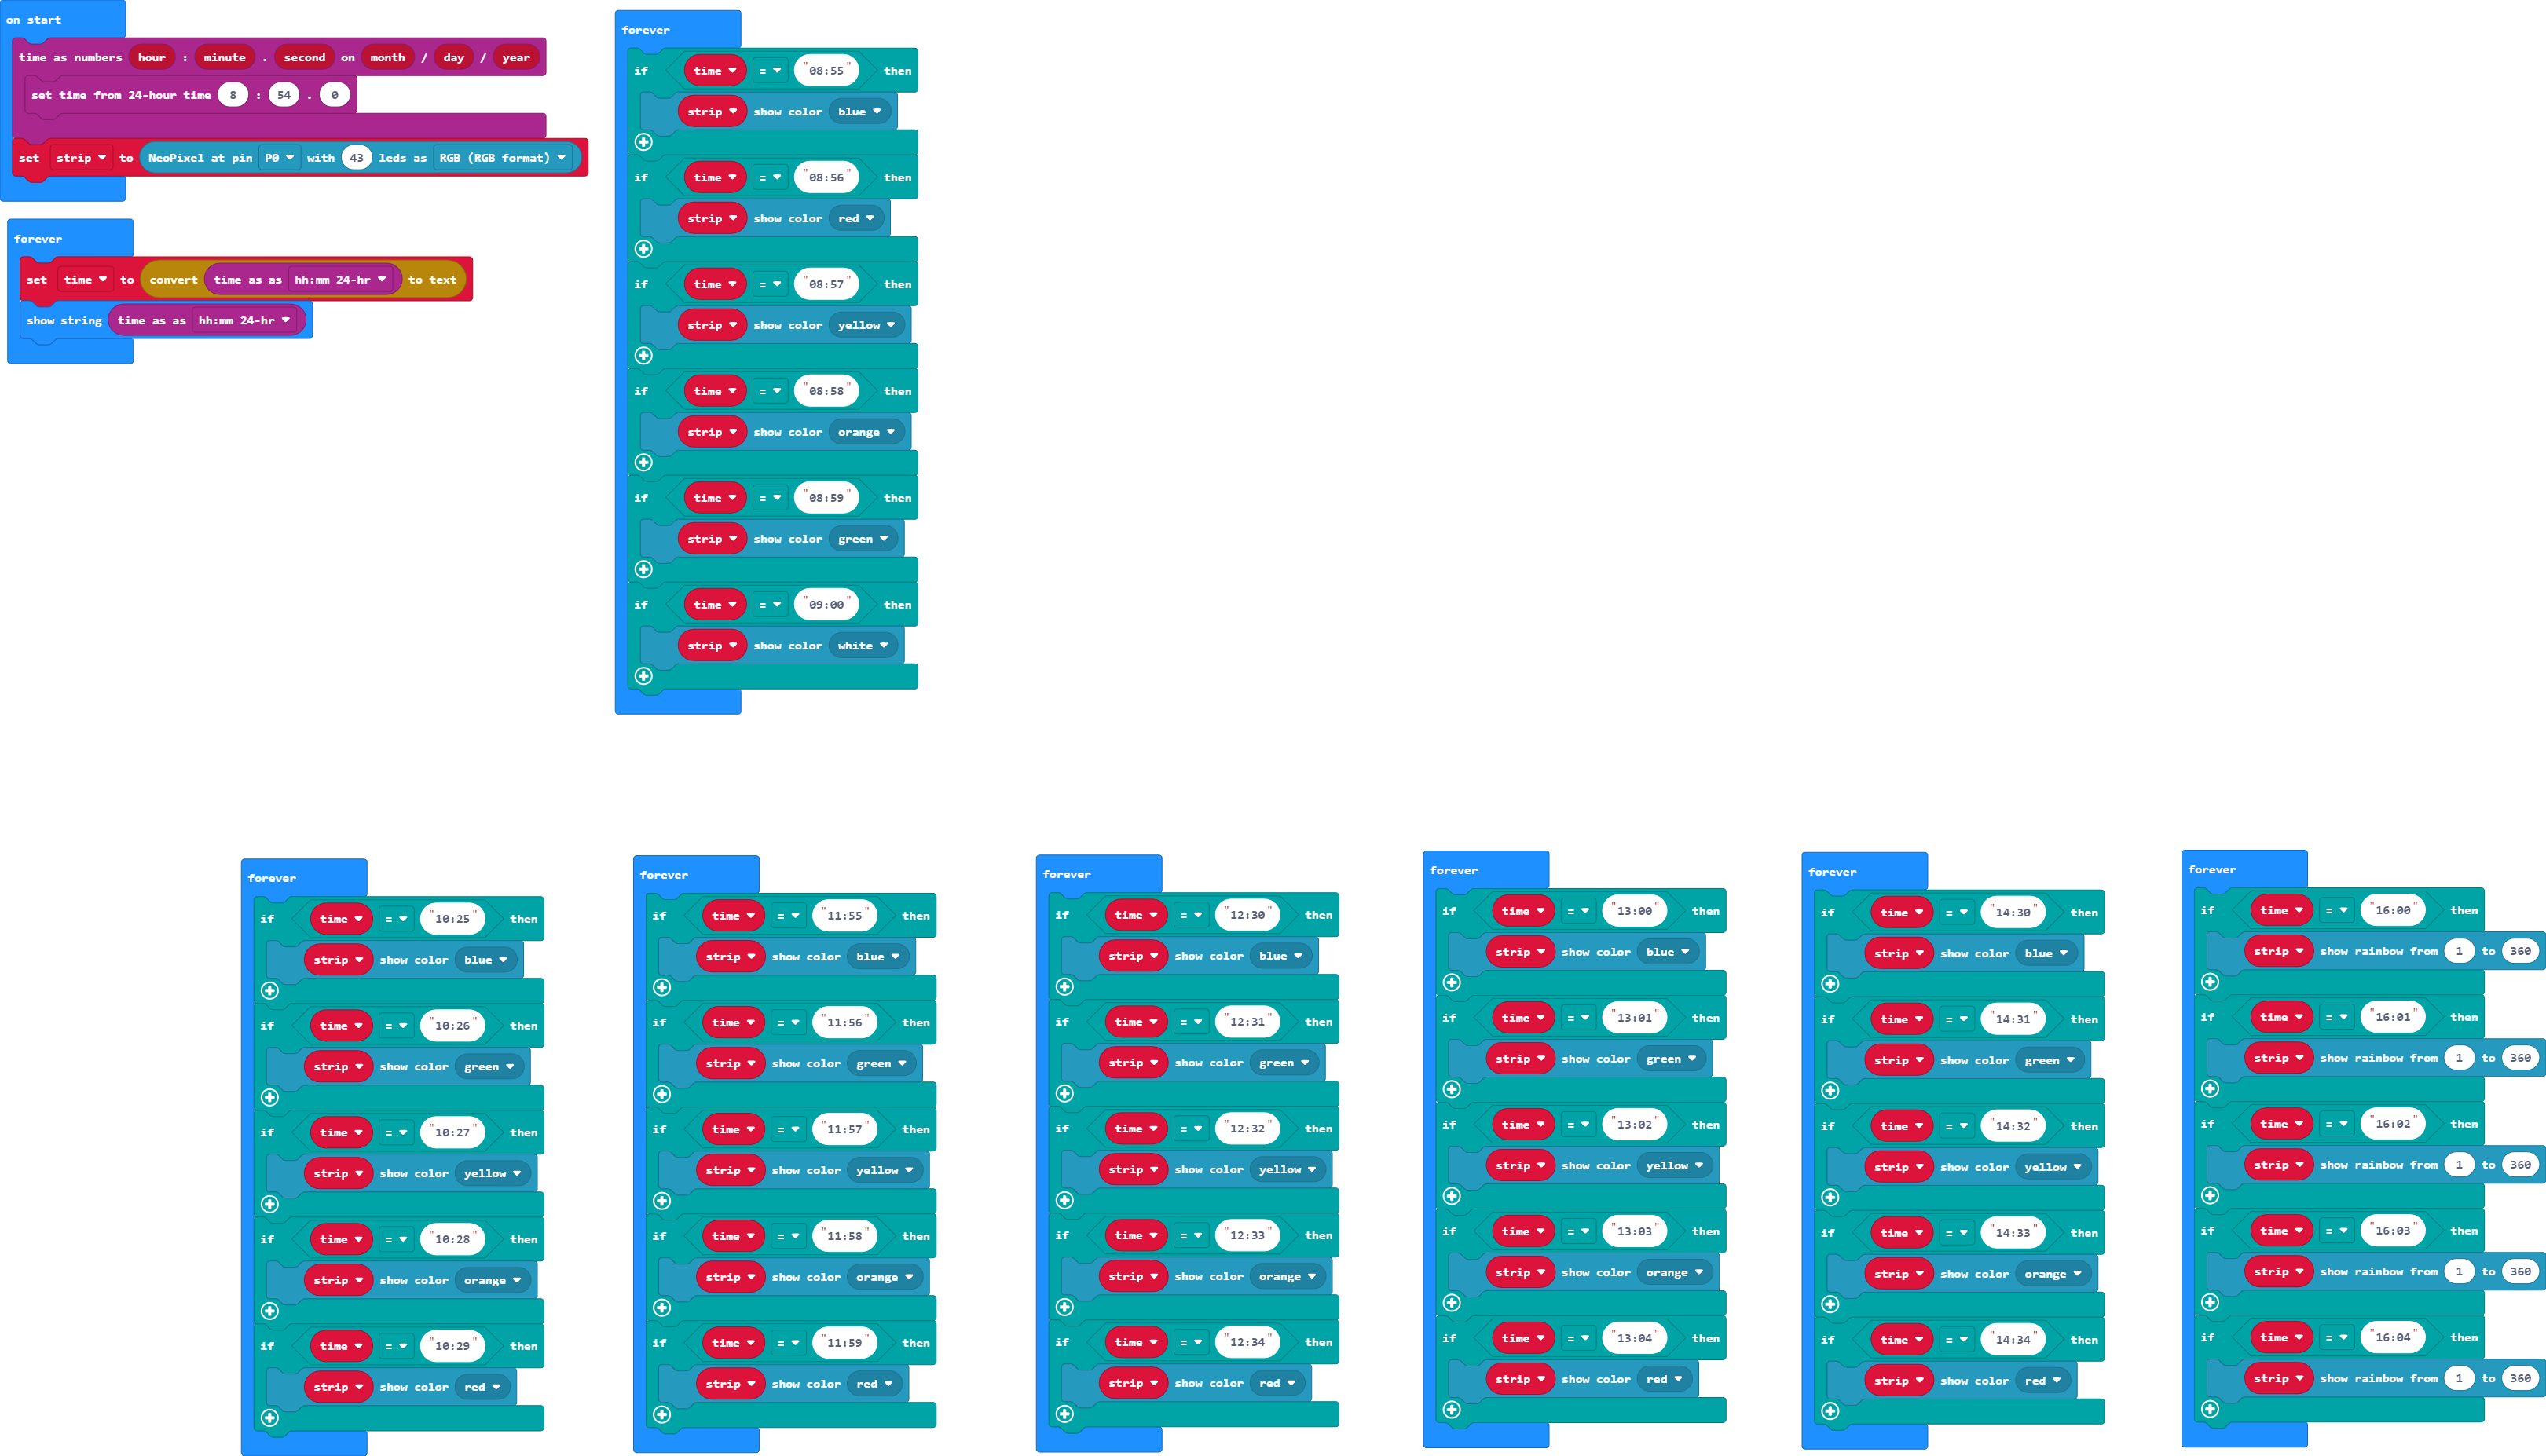 on start
time as numbers hour : minute . second on month / day / year
set time from 24-hour time 8 : 54 . 0
set strip to NeoPixel at pin P0 with 43 leds as RGB (RGB format)
forever
set time to convert time as as hh:mm 24-hr to text
show string time as as hh:mm 24-hr
forever
if time = "08:55" then
strip show color blue
if time = "08:56" then
strip show color red
if time = "08:57" then
strip show color yellow
if time = "08:58" then
strip show color orange
if time = "08:59" then
strip show color green
if time = "09:00" then
strip show color white
forever
if time = "10:25" then
strip show color blue
if time = "10:26" then
strip show color green
if time = "10:27" then
strip show color yellow
if time = "10:28" then
strip show color orange
if time = "10:29" then
strip show color red
forever
if time = "11:55" then
strip show color blue
if time = "11:56" then
strip show color green
if time = "11:57" then
strip show color yellow
if time = "11:58" then
strip show color orange
if time = "11:59" then
strip show color red
forever
if time = "12:30" then
strip show color blue
if time = "12:31" then
strip show color green
if time = "12:32" then
strip show color yellow
if time = "12:33" then
strip show color orange
if time = "12:34" then
strip show color red
forever
if time = "13:00" then
strip show color blue
if time = "13:01" then
strip show color green
if time = "13:02" then
strip show color yellow
if time = "13:03" then
strip show color orange
if time = "13:04" then
strip show color red
forever
if time = "14:30" then
strip show color blue
if time = "14:31" then
strip show color green
if time = "14:32" then
strip show color yellow
if time = "14:33" then
strip show color orange
if time = "14:34" then
strip show color red
forever
if time = "16:00" then
strip show rainbow from 1 to 360
if time = "16:01" then
strip show rainbow from 1 to 360
if time = "16:02" then
strip show rainbow from 1 to 360
if time = "16:03" then
strip show rainbow from 1 to 360
if time = "16:04" then
strip show rainbow from 1 to 360